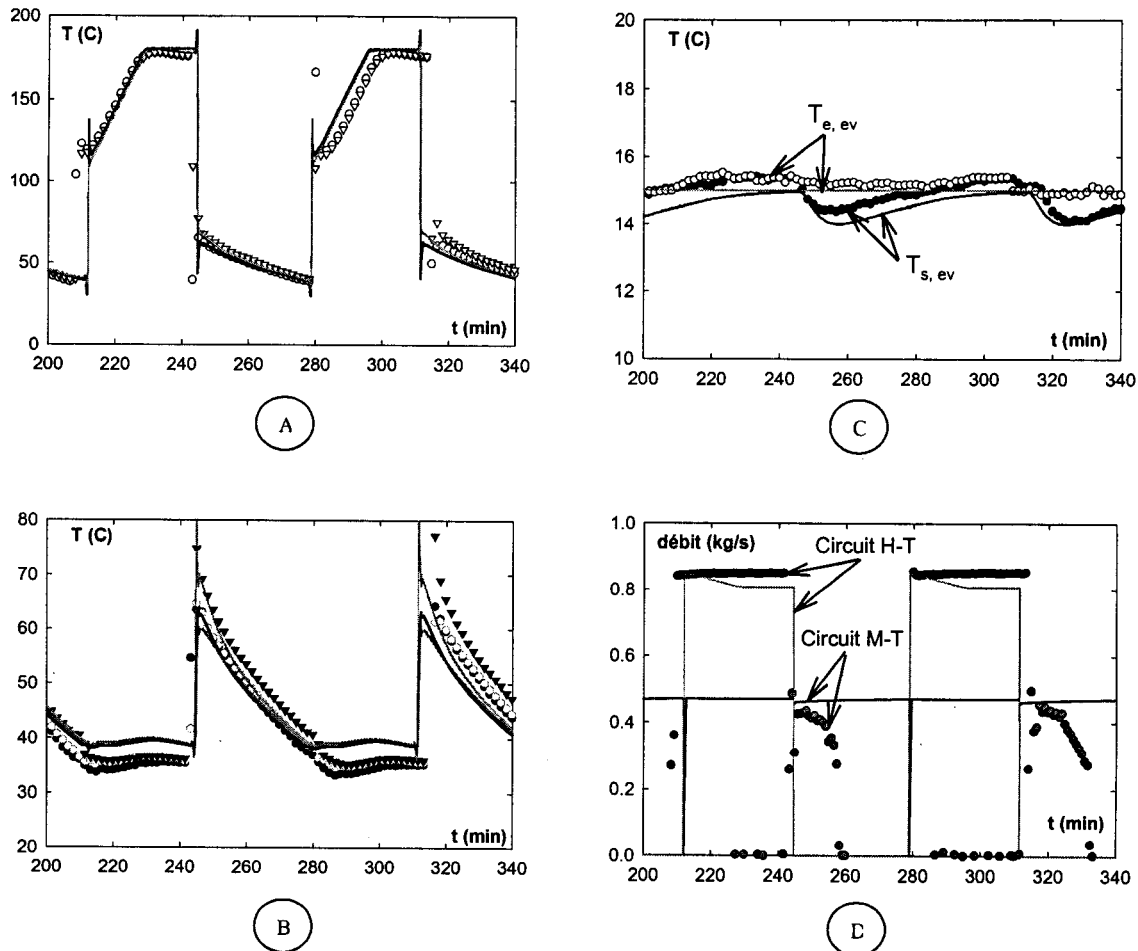 T (C)
200
150
100
50
0
t (min)
200 220 240 260 280 300 320 340
A
T (C)
20
18
16
14
12
10
T e, ev
T s, ev
t (min)
200 220 240 260 280 300 320 340
C
T (C)
80
70
60
50
40
30
20
t (min)
200 220 240 260 280 300 320 340
B
débit (kg/s)
1.0
0.8
0.6
0.4
0.2
0.0
Circuit H-T
Circuit M-T
t (min)
200 220 240 260 280 300 320 340
D